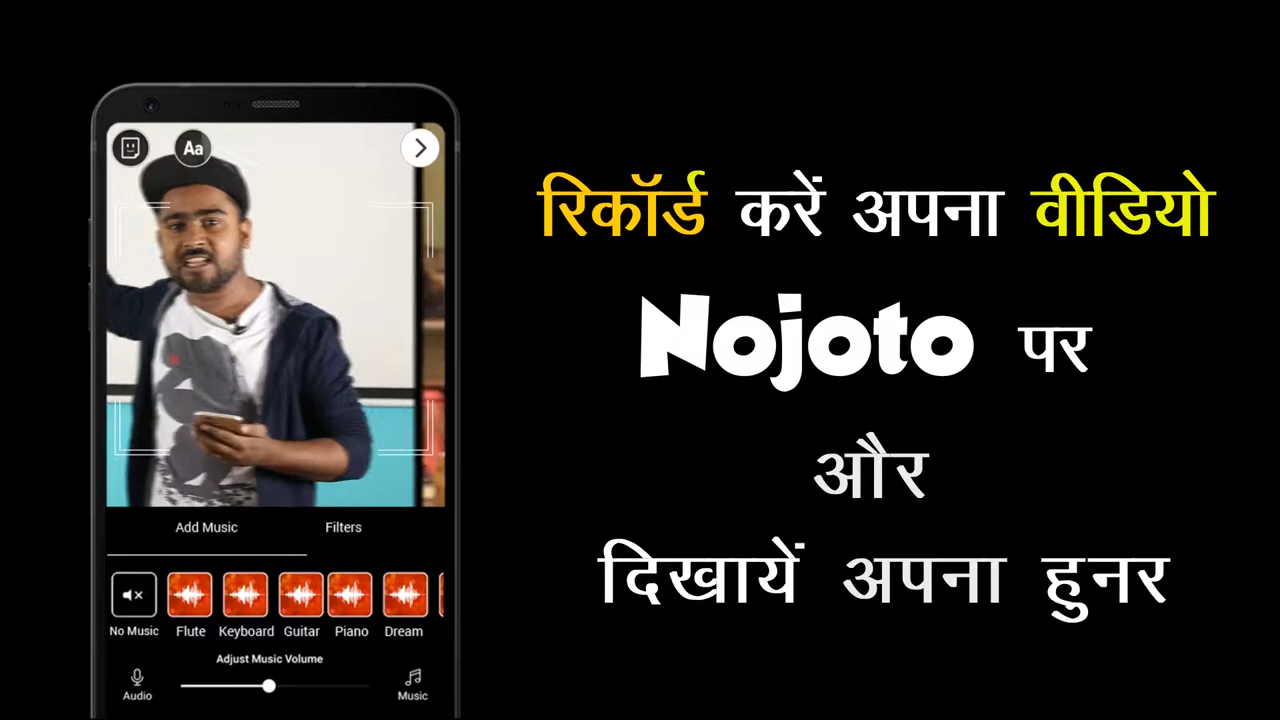 Aa
Add Music Filters
No Music Flute Keyboard Guitar Piano Dream
Adjust Music Volume
Audio Music
रिकॉर्ड करें अपना वीडियो
Nojoto पर
और
दिखायें अपना हुनर